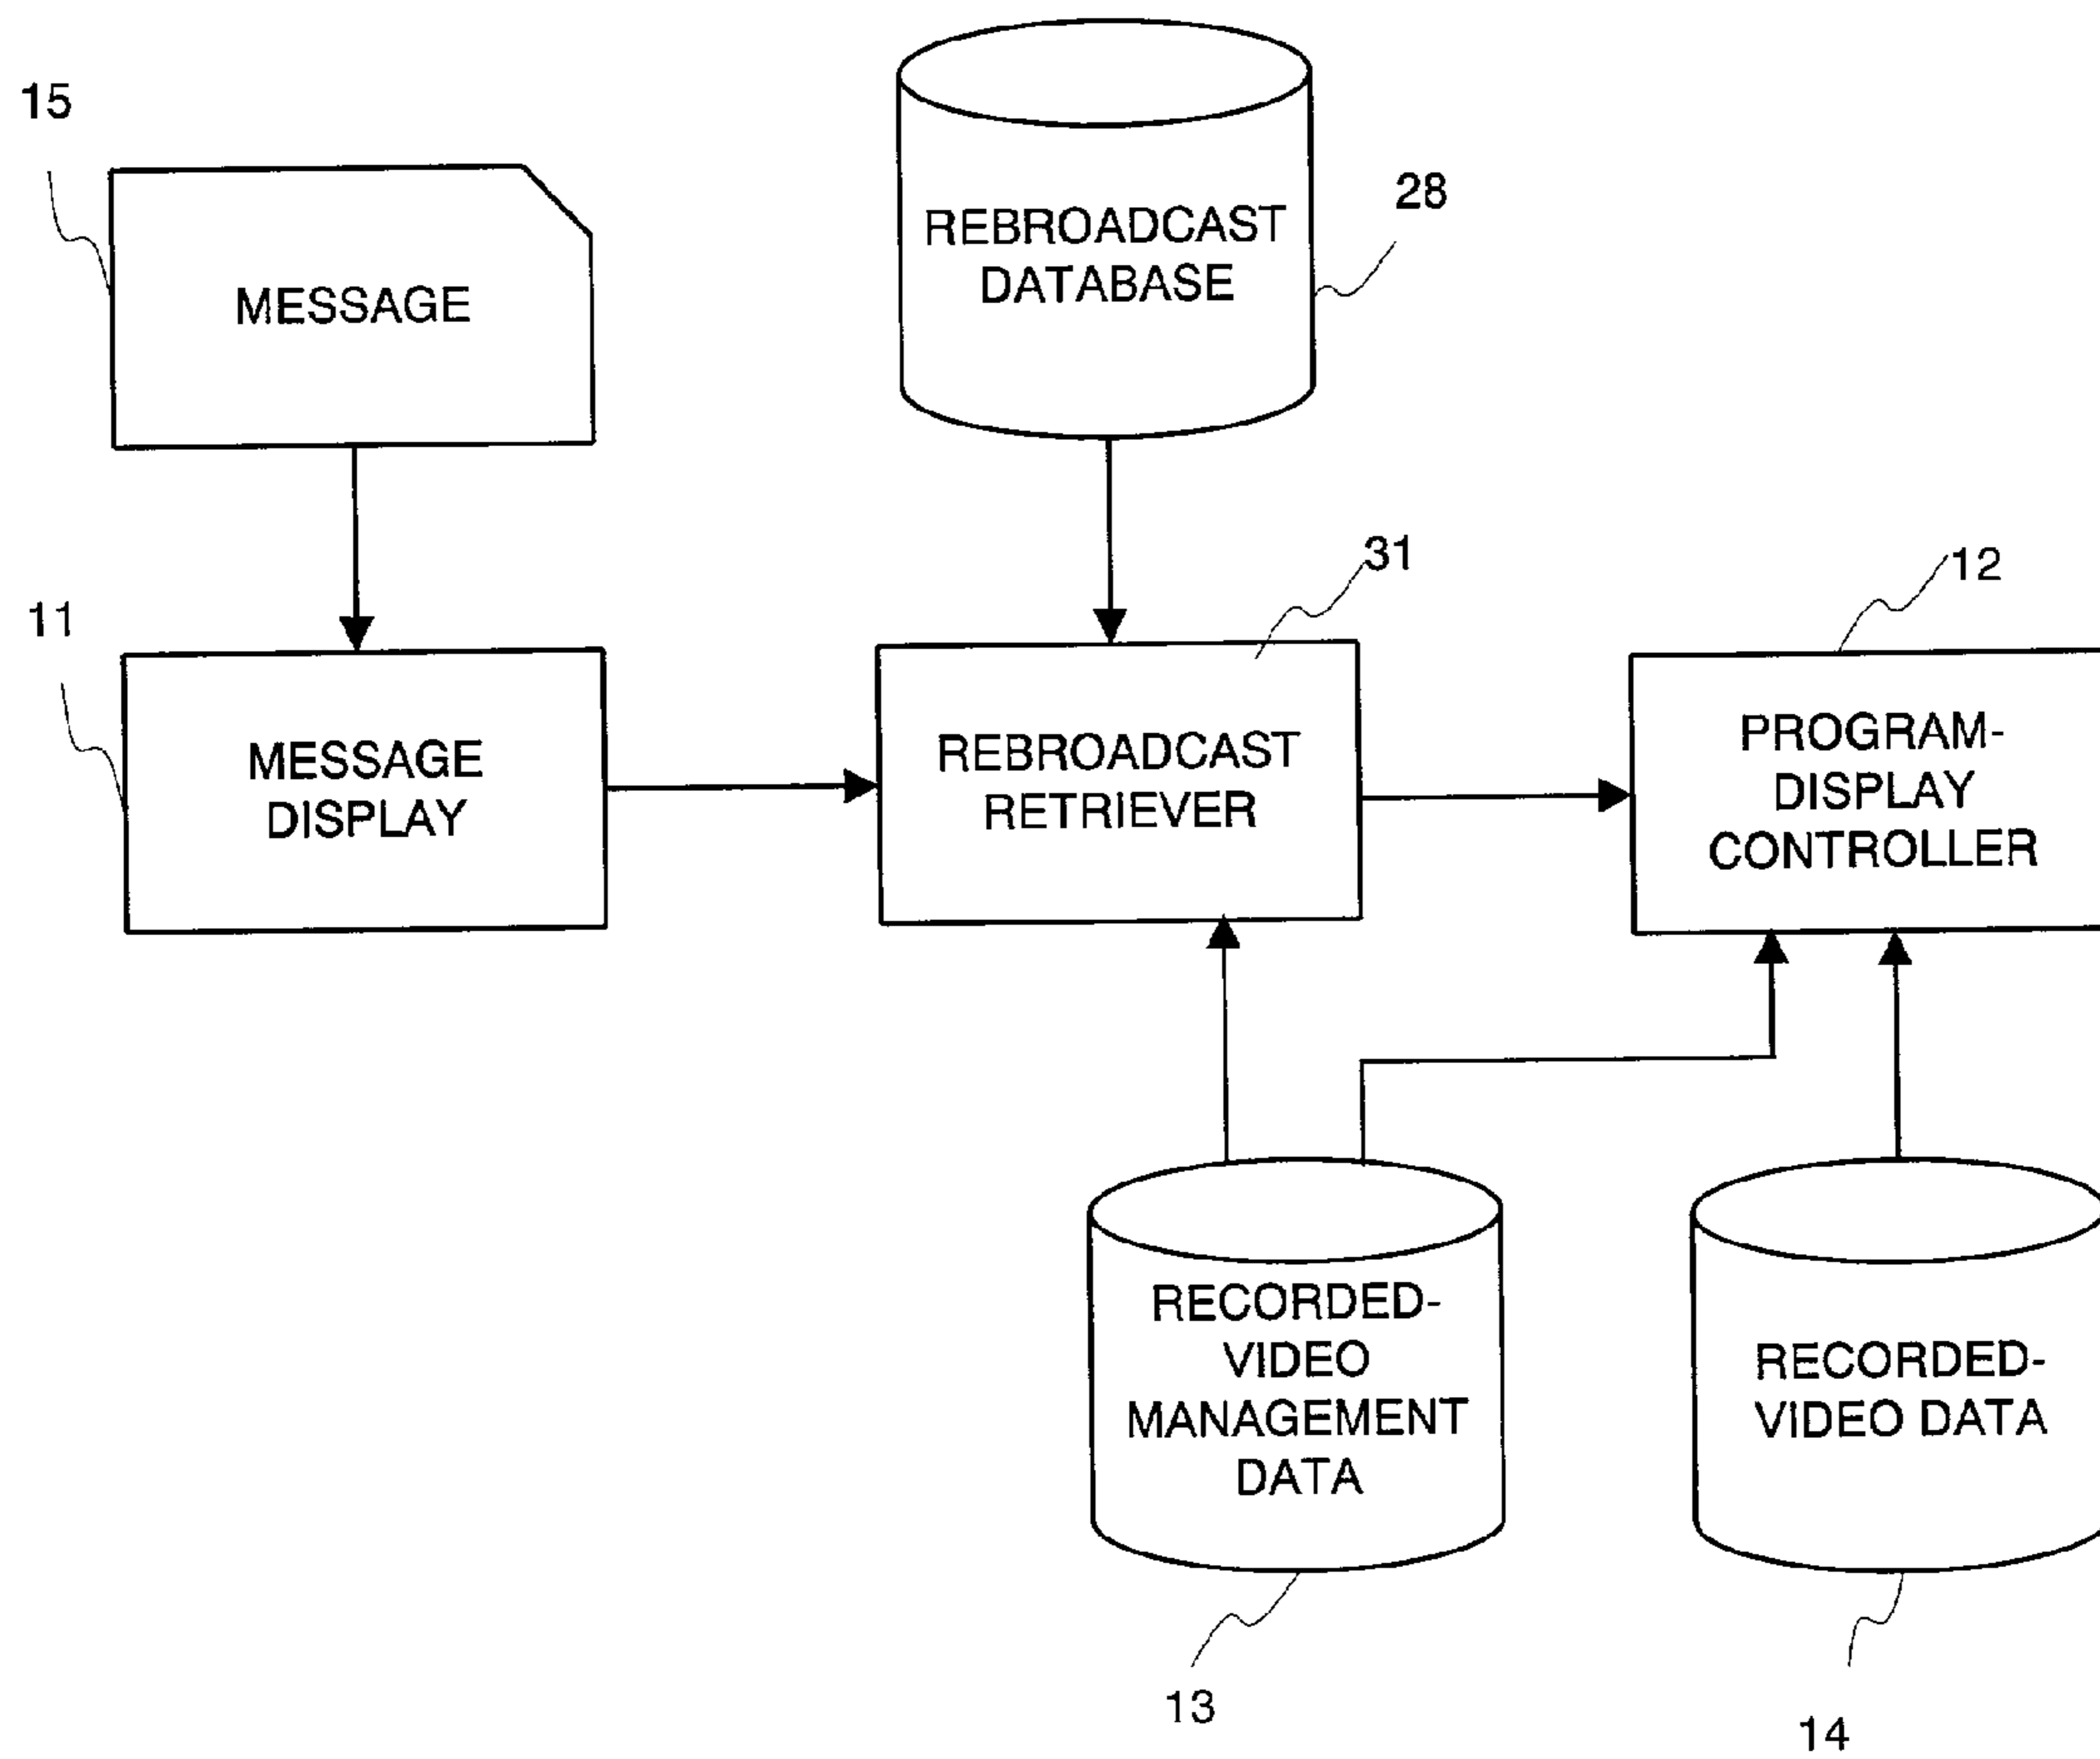 15
MESSAGE
REBROADCAST
DATABASE
28
11
MESSAGE
DISPLAY
31
REBROADCAST
RETRIEVER
12
PROGRAM-
DISPLAY
CONTROLLER
RECORDED-
VIDEO
MANAGEMENT
DATA
13
RECORDED-
VIDEO DATA
14